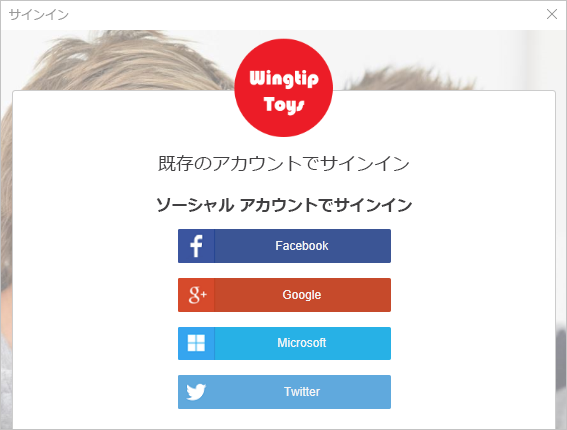 サインイン
Wingtip
Toys
既存のアカウントでサインイン
ソーシャル アカウントでサインイン
Facebook
Google
Microsoft
Twitter